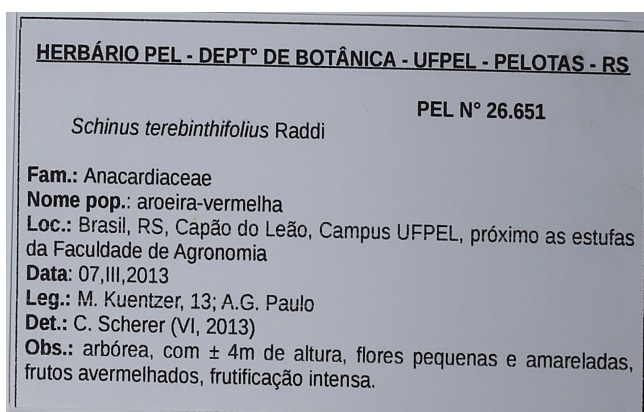 HERBÁRIO PEL - DEPTº DE BOTÂNICA - UFPEL - PELOTAS - RS
PEL N° 26.651
Schinus terebinthifolius Raddi
Fam.: Anacardiaceae
Nome pop.: aroeira-vermelha
Loc.: Brasil, RS, Capão do Leão, Campus UFPEL, próximo as estufas
da Faculdade de Agronomia
Data: 07,III,2013
Leg.: M. Kuentzer, 13; A.G. Paulo
Det.: C. Scherer (VI, 2013)
Obs.: arbórea, com ± 4m de altura, flores pequenas e amareladas,
frutos avermelhados, frutificação intensa.